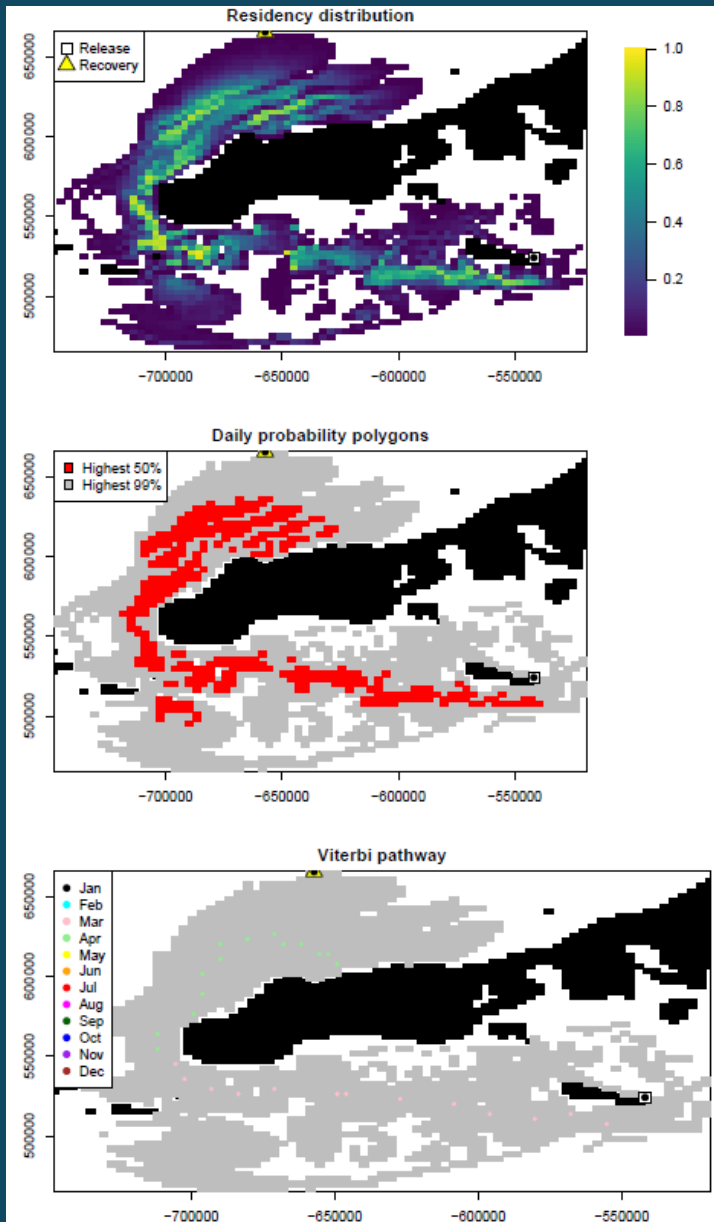 Residency distribution
Release
Recovery
650000
600000
550000
500000
−700000 −650000 −600000 −550000
1.0
0.8
0.6
0.4
0.2
Daily probability polygons
Highest 50%
Highest 99%
650000
600000
550000
500000
−700000 −650000 −600000 −550000
Viterbi pathway
Jan
Feb
Mar
Apr
May
Jun
Jul
Aug
Sep
Oct
Nov
Dec
650000
600000
550000
500000
−700000 −650000 −600000 −550000